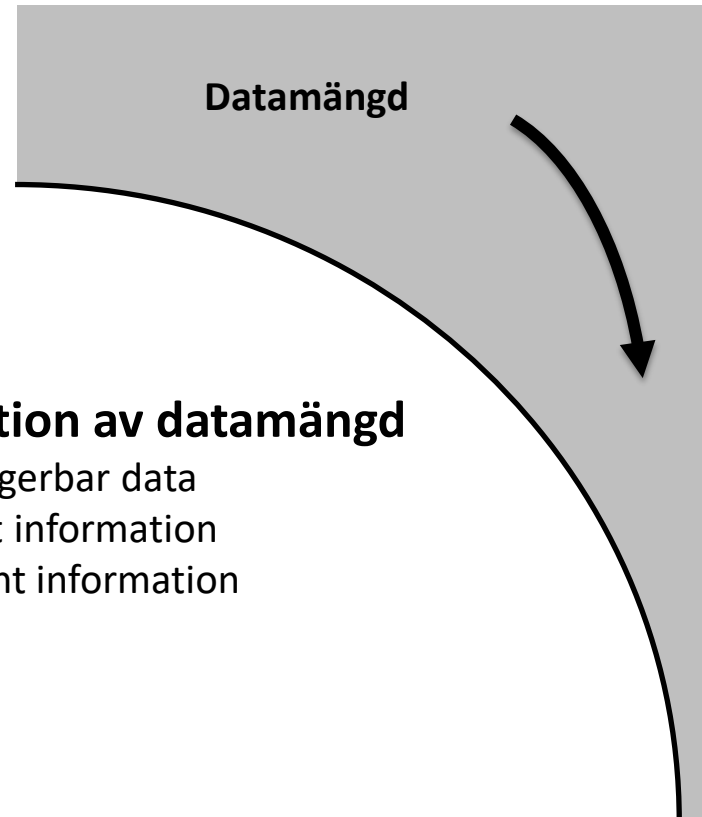 Datamängd
tion av datamängd
gerbar data
t information
nt information